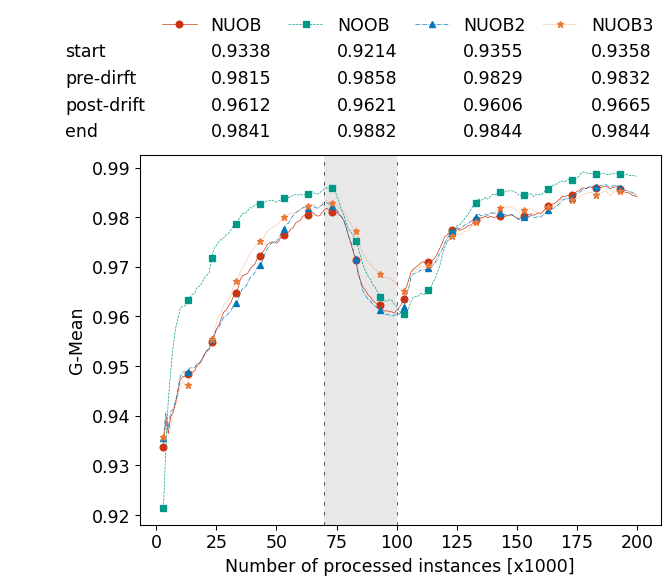 NUOB NOOB NUOB2 NUOB3
start 0.9338 0.9214 0.9355 0.9358
pre-dirft 0.9815 0.9858 0.9829 0.9832
post-drift 0.9612 0.9621 0.9606 0.9665
end 0.9841 0.9882 0.9844 0.9844
0.99
0.98
0.97
0.96
0.95
0.94
0.93
0.92
G-Mean
0 25 50 75 100 125 150 175 200
Number of processed instances [x1000]